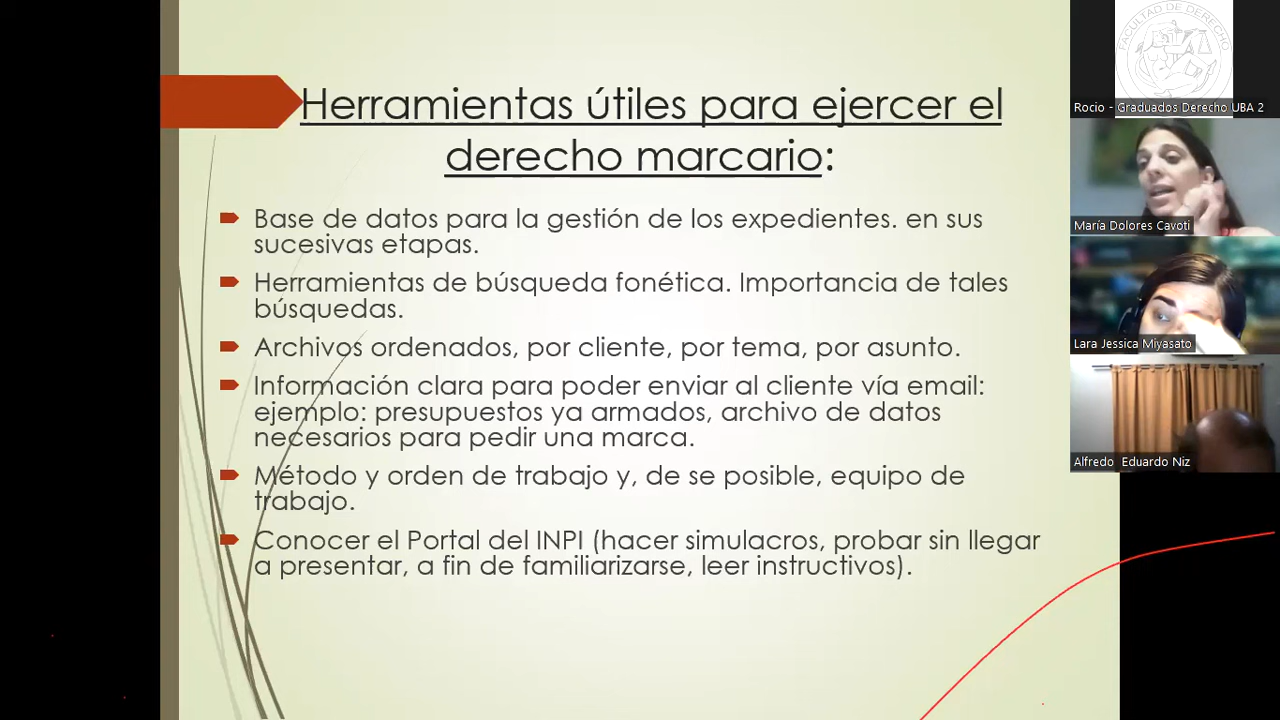 Herramientas útiles para ejercer el
derecho marcario:
Base de datos para la gestión de los expedientes. en sus
sucesivas etapas.
Herramientas de búsqueda fonética. Importancia de tales
búsquedas.
Archivos ordenados, por cliente, por tema, por asunto.
Información clara para poder enviar al cliente vía email:
ejemplo: presupuestos ya armados, archivo de datos
necesarios para pedir una marca.
Método y orden de trabajo y, de se posible, equipo de
trabajo.
Conocer el Portal del INPI (hacer simulacros, probar sin llegar
a presentar, a fin de familiarizarse, leer instructivos).
FACULTAD DE DERECHO
Rocio - Graduados Derecho UBA 2
María Dolores Cavoti
Lara Jessica Miyasato
Alfredo Eduardo Niz